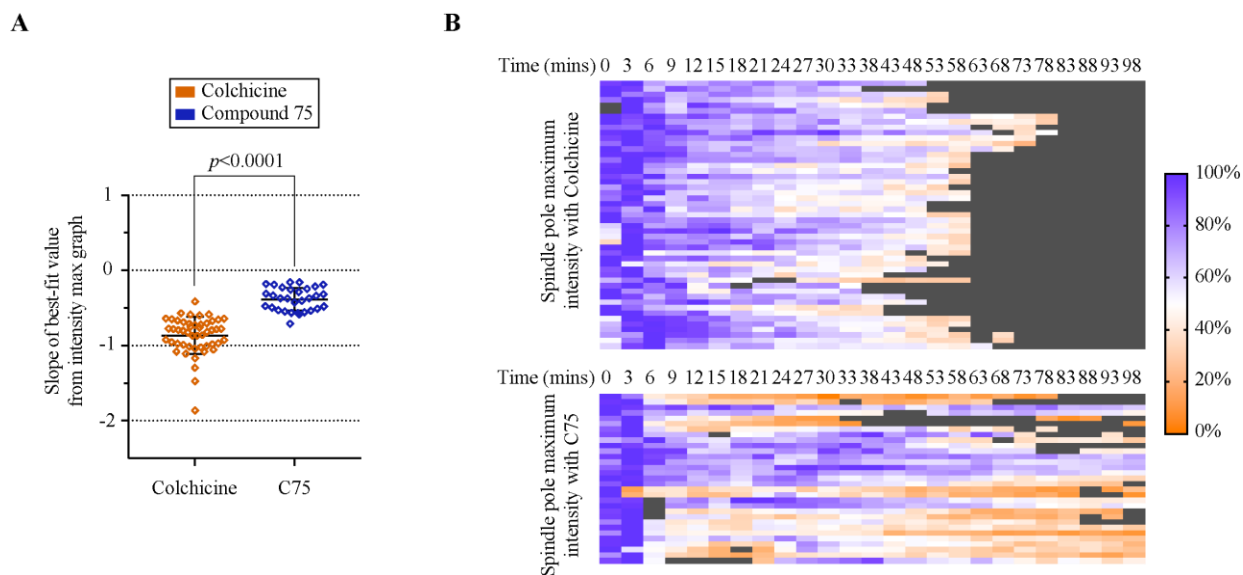 A
Colchicine
Compound 75
p<0.0001
1
0
-1
-1
-2
Slope of best-fit value
from intensity max graph
Colchicine
C75
B
Time (mins) 0 3 6 9 12 15 18 21 24 27 30 33 38 43 48 53 58 63 68 73 78 83 88 93 98
Spindle pole maximum
intensity with Colchicine
Time (mins) 0 3 6 9 12 15 18 21 24 27 30 33 38 43 48 53 58 63 68 73 78 83 88 93 98
Spindle pole maximum
intensity with C75
100%
80%
60%
40%
20%
0%